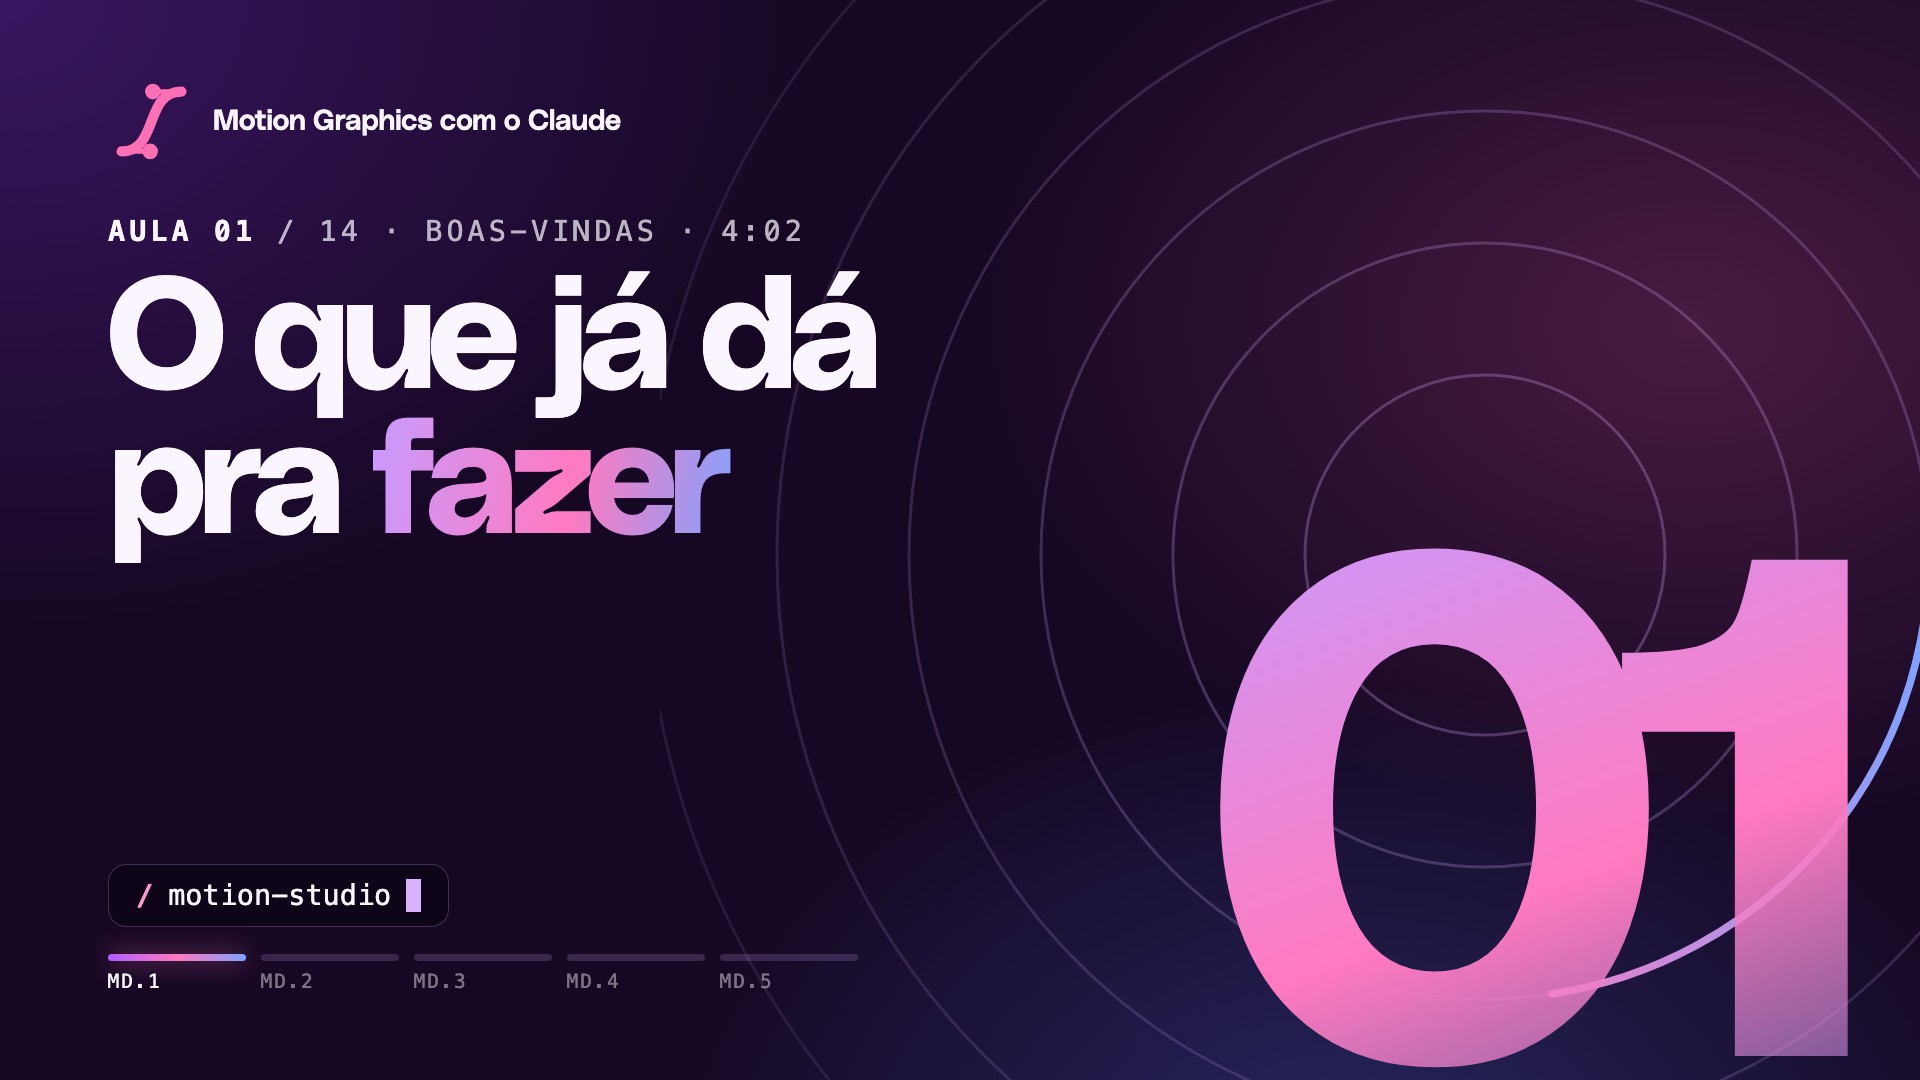 Motion Graphics com o Claude
AULA 01 / 14 · BOAS-VINDAS · 4:02
O que já dá
pra fazer
01
/ motion-studio
MD.1 MD.2 MD.3 MD.4 MD.5